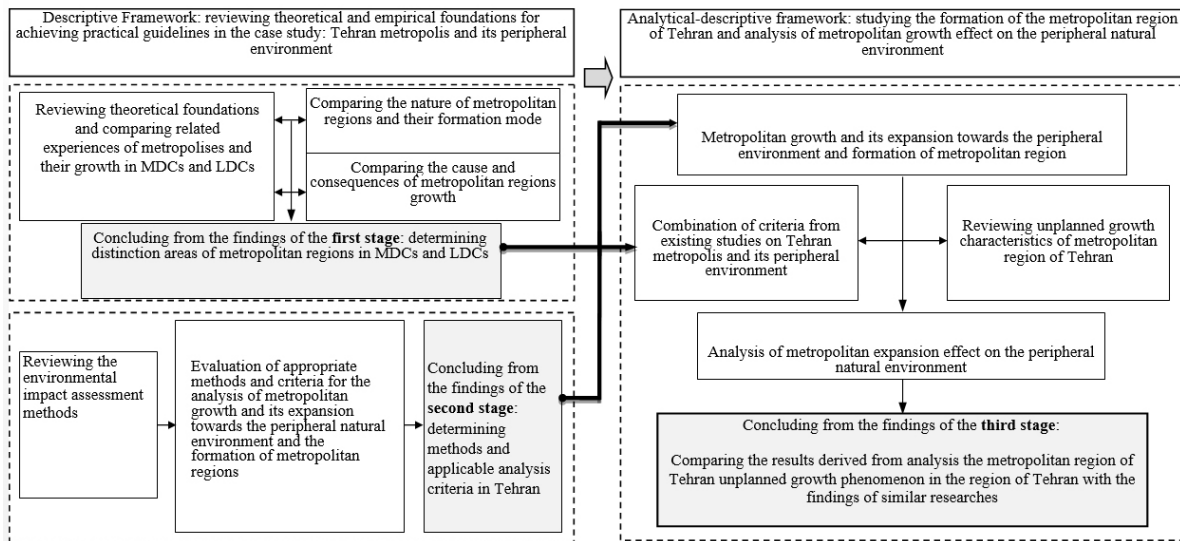 Descriptive Framework: reviewing theoretical and empirical foundations for
achieving practical guidelines in the case study: Tehran metropolis and its peripheral
environment
Reviewing theoretical foundations
and comparing related
experiences of metropolises and
their growth in MDCs and LDCs
Comparing the nature of metropolitan
regions and their formation mode
Comparing the cause and
consequences of metropolitan regions
growth
Concluding from the findings of the first stage: determining
distinction areas of metropolitan regions in MDCs and LDCs
Reviewing the
environmental
impact assessment
methods
Evaluation of appropriate
methods and criteria for the
analysis of metropolitan
growth and its expansion
towards the peripheral natural
environment and the
formation of metropolitan
regions
Concluding from
the findings of the
second stage:
determining
methods and
applicable analysis
criteria in Tehran
Analytical-descriptive framework: studying the formation of the metropolitan region
of Tehran and analysis of metropolitan growth effect on the peripheral natural
environment
Metropolitan growth and its expansion towards the peripheral
environment and formation of metropolitan region
Combination of criteria from
existing studies on Tehran
metropolis and its peripheral
environment
Reviewing unplanned growth
characteristics of metropolitan
region of Tehran
Analysis of metropolitan expansion effect on the peripheral
natural environment
Concluding from the findings of the third stage:
Comparing the results derived from analysis the metropolitan region of
Tehran unplanned growth phenomenon in the region of Tehran with the
findings of similar researches